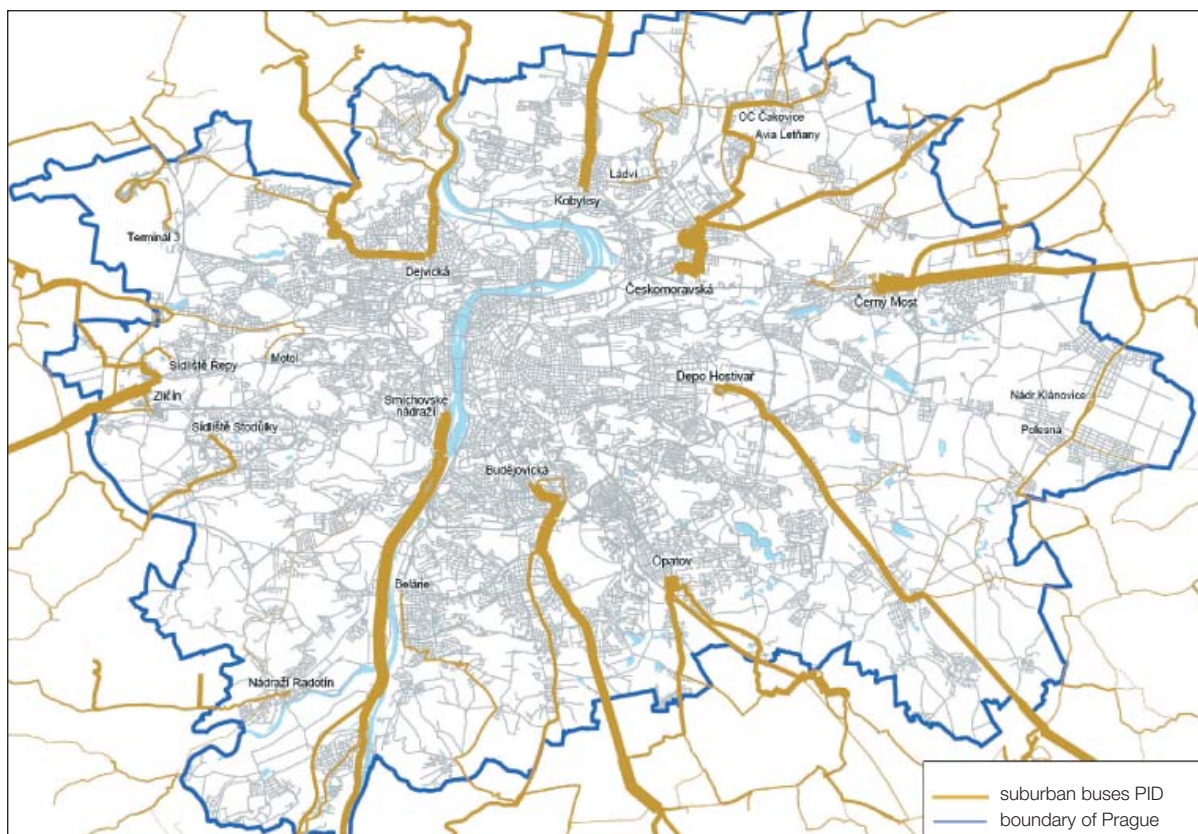 OC Čakovice
Avia Letňany
Ládví
Kobylisy
Terminál 3
Dejvická
Českomoravská
Černý Most
Motol
Sídliště Řepy
Depo Hostivař
Zličín
Nádr. Klánovice
Smíchovské
nádraží
Sídliště Stodůlky
Polesná
Budějovická
Opatov
Belárie
Nádraží Radotín
suburban buses PID
boundary of Prague